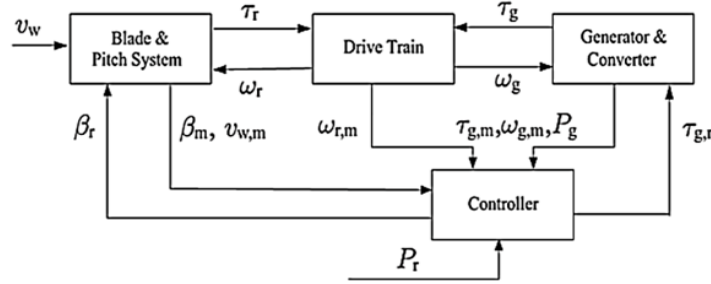 v_w
Blade &
Pitch System
τ_r
ω_r
Drive Train
τ_g
ω_g
Generator &
Converter
β_r
β_m, v_w,m
ω_r,m
τ_g,m,ω_g,m,P_g
τ_g,r
Controller
P_r